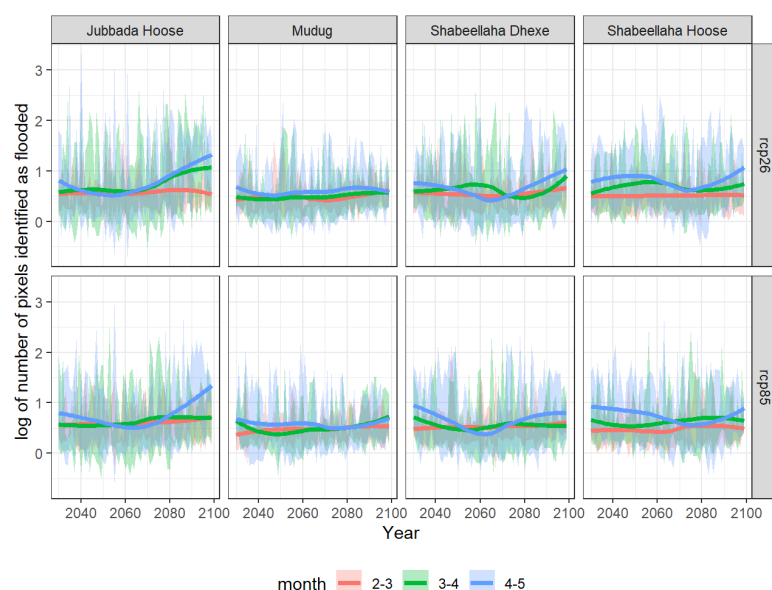 Jubbada Hoose Mudug Shabeellaha Dhexe Shabeellaha Hoose
log of number of pixels identified as flooded
3
2
1
0
rcp26
3
2
1
0
rcp85
2040 2060 2080 2100 2040 2060 2080 2100 2040 2060 2080 2100 2040 2060 2080 2100
Year
month 2-3 3-4 4-5